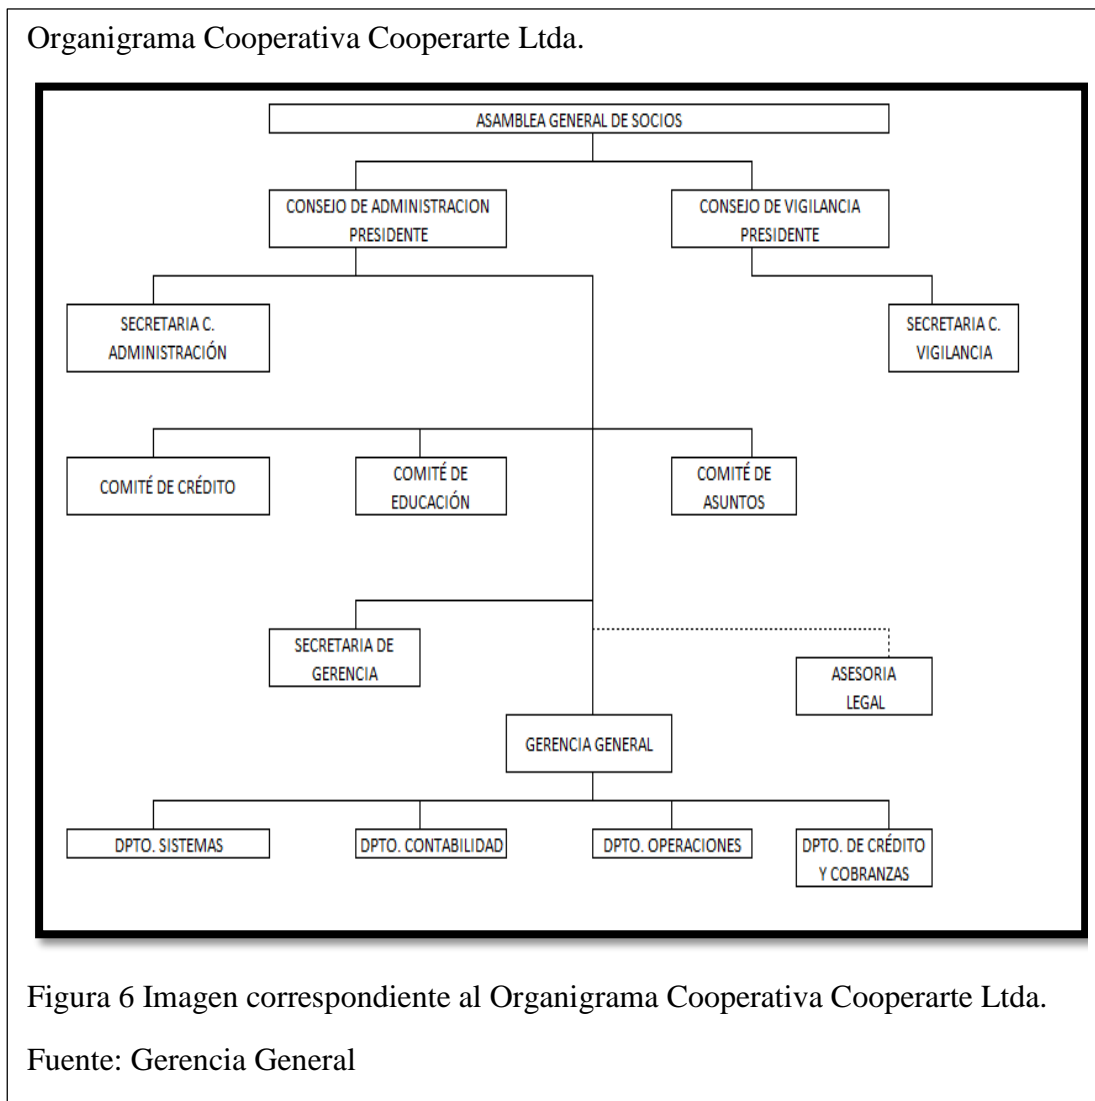 Organigrama Cooperativa Cooperarte Ltda.
ASAMBLEA GENERAL DE SOCIOS
CONSEJO DE ADMINISTRACION
PRESIDENTE
CONSEJO DE VIGILANCIA
PRESIDENTE
SECRETARIA C.
ADMINISTRACIÓN
SECRETARIA C.
VIGILANCIA
COMITÉ DE CRÉDITO
COMITÉ DE
EDUCACIÓN
COMITÉ DE
ASUNTOS
SECRETARIA DE
GERENCIA
ASESORIA
LEGAL
GERENCIA GENERAL
DPTO. SISTEMAS
DPTO. CONTABILIDAD
DPTO. OPERACIONES
DPTO. DE CRÉDITO
Y COBRANZAS
Figura 6 Imagen correspondiente al Organigrama Cooperativa Cooperarte Ltda.
Fuente: Gerencia General